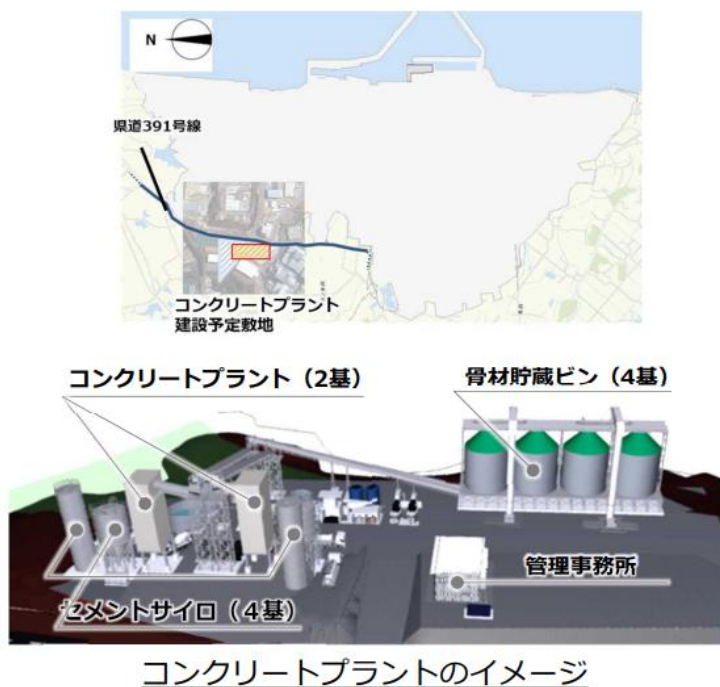 N
県道391号線
コンクリートプラント
建設予定敷地
コンクリートプラント（2基）
骨材貯蔵ビン（4基）
セメントサイロ（4基）
管理事務所
コンクリートプラントのイメージ